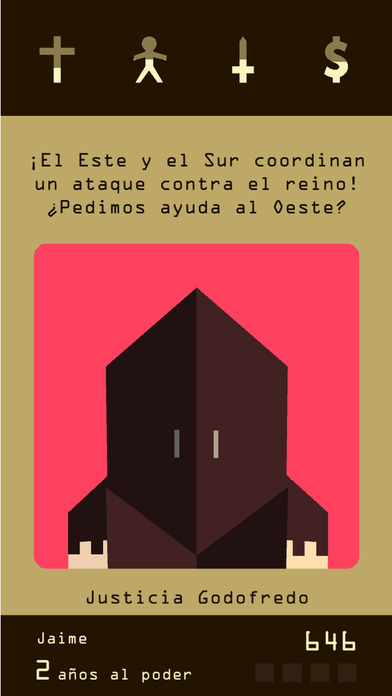 $
¡El Este y el Sur coordinan
un ataque contra el reino!
¿Pedimos ayuda al Oeste?
Justicia Godofredo
Jaime
646
2 años al poder